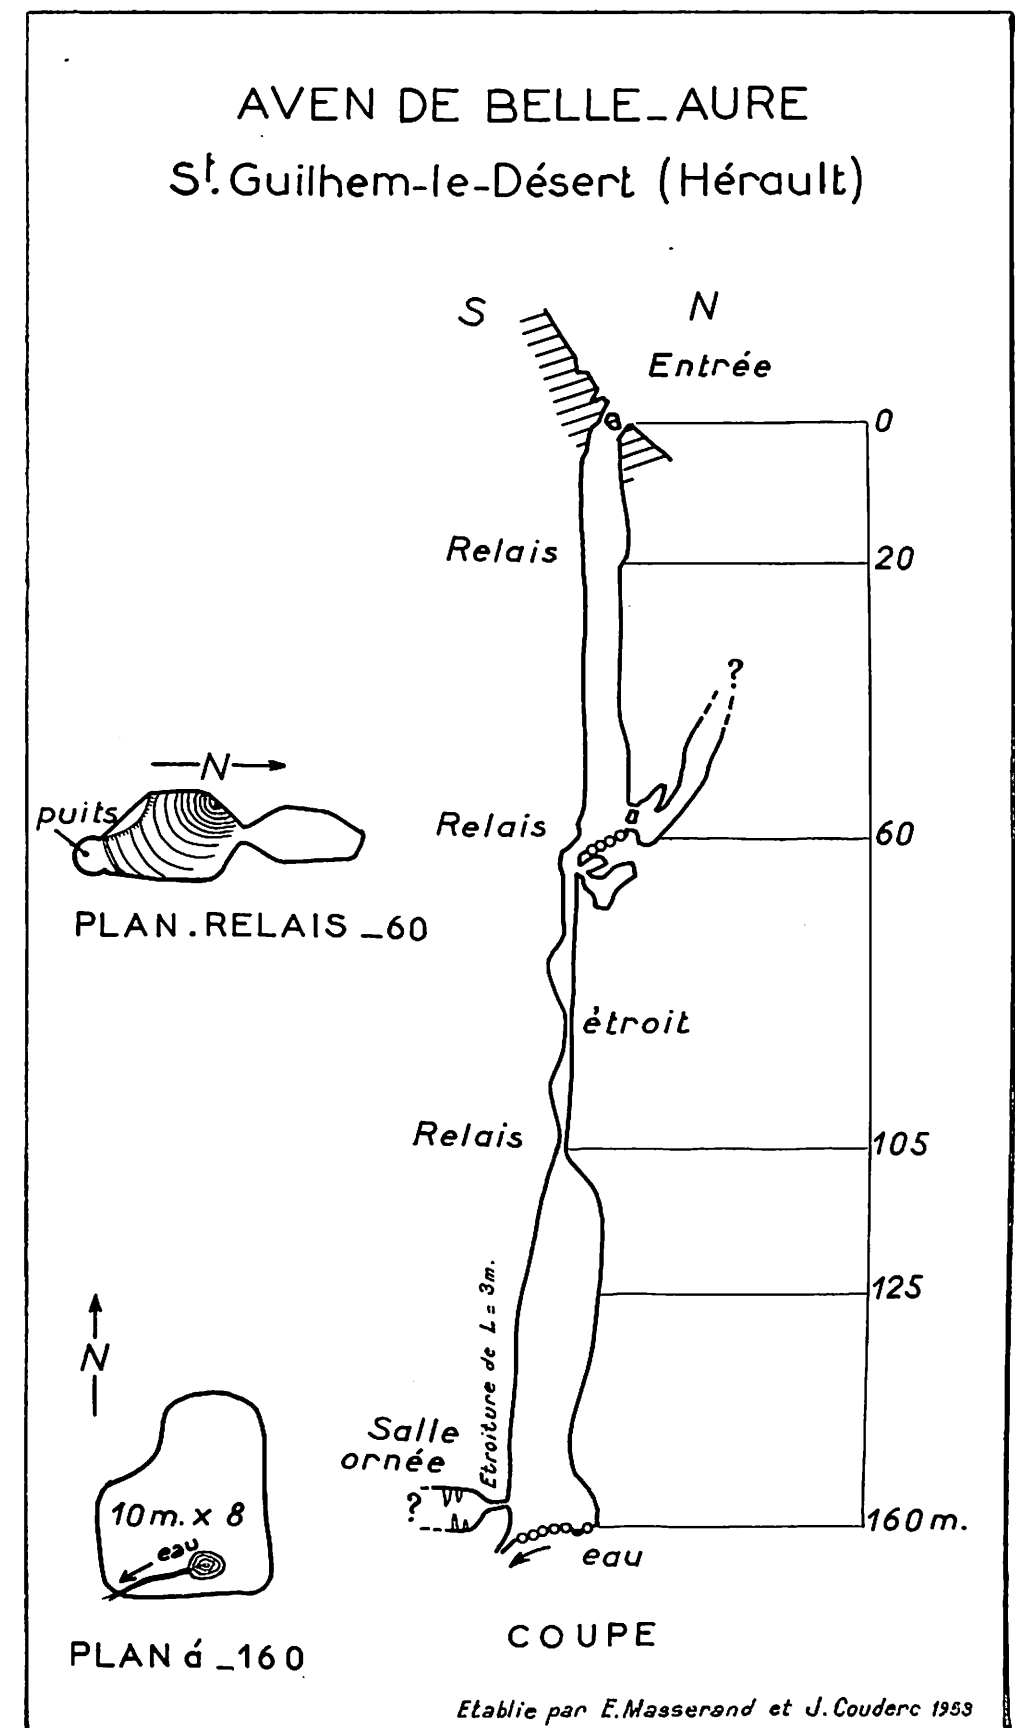 AVEN DE BELLE_AURE
St. Guilhem-le-Désert (Hérault)
S
N
Entrée
0
Relais
20
?
N
puits
Relais
60
PLAN . RELAIS _60
étroit
Relais
105
Etroiture de L = 3m.
125
N
Salle
ornée
?
10 m. x 8
eau
160 m.
eau
COUPE
PLAN á _160
Etablie par E. Masserand et J. Couderc 1953